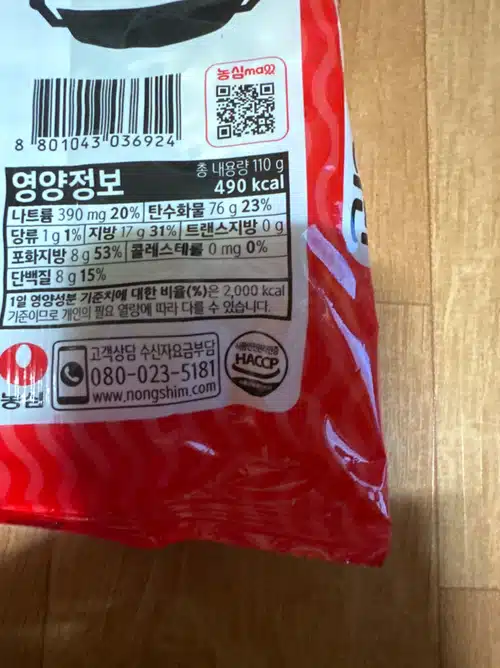 농심ma있
8 801043 036924
영양정보 총 내용량 110 g
490 kcal
나트륨 390 mg 20% 탄수화물 76 g 23%
당류 1 g 1% 지방 17 g 31% 트랜스지방 0 g
포화지방 8 g 53% 콜레스테롤 0 mg 0%
단백질 8 g 15%
1일 영양성분 기준치에 대한 비율(%)은 2,000 kcal
기준이므로 개인의 필요 열량에 따라 다를 수 있습니다.
고객상담 수신자요금부담
080-023-5181
www.nongshim.com
농심
HACCP